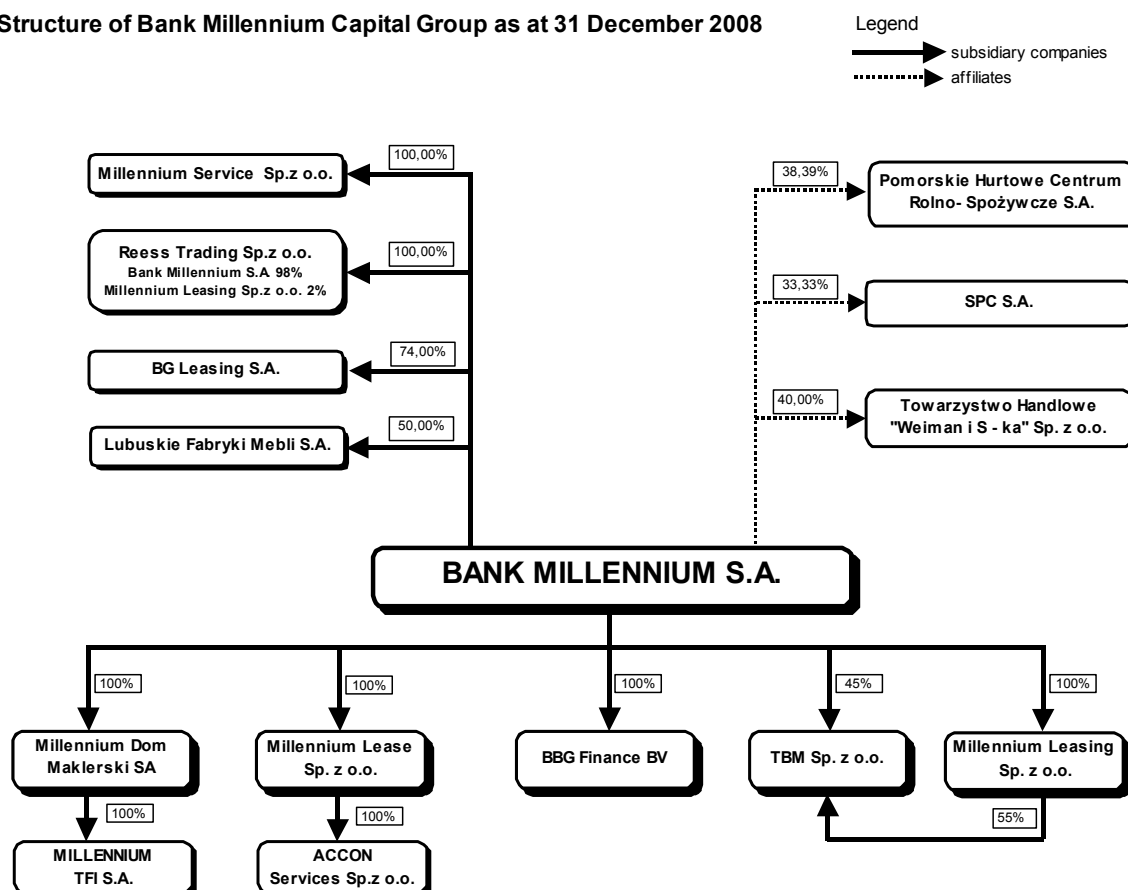 Structure of Bank Millennium Capital Group as at 31 December 2008
Legend
subsidiary companies
affiliates
100,00%
Millennium Service Sp.z o.o.
100,00%
Reess Trading Sp.z o.o.
Bank Millennium S.A. 98%
Millennium Leasing Sp.z o.o. 2%
74,00%
BG Leasing S.A.
50,00%
Lubuskie Fabryki Mebli S.A.
38,39%
Pomorskie Hurtowe Centrum
Rolno- Spożywcze S.A.
33,33%
SPC S.A.
40,00%
Towarzystwo Handlowe
"Weiman i S - ka" Sp. z o.o.
BANK MILLENNIUM S.A.
100%
100%
100%
45%
100%
Millennium Dom
Maklerski SA
Millennium Lease
Sp. z o.o.
BBG Finance BV
TBM Sp. z o.o.
Millennium Leasing
Sp. z o.o.
100%
100%
55%
MILLENNIUM
TFI S.A.
ACCON
Services Sp.z o.o.